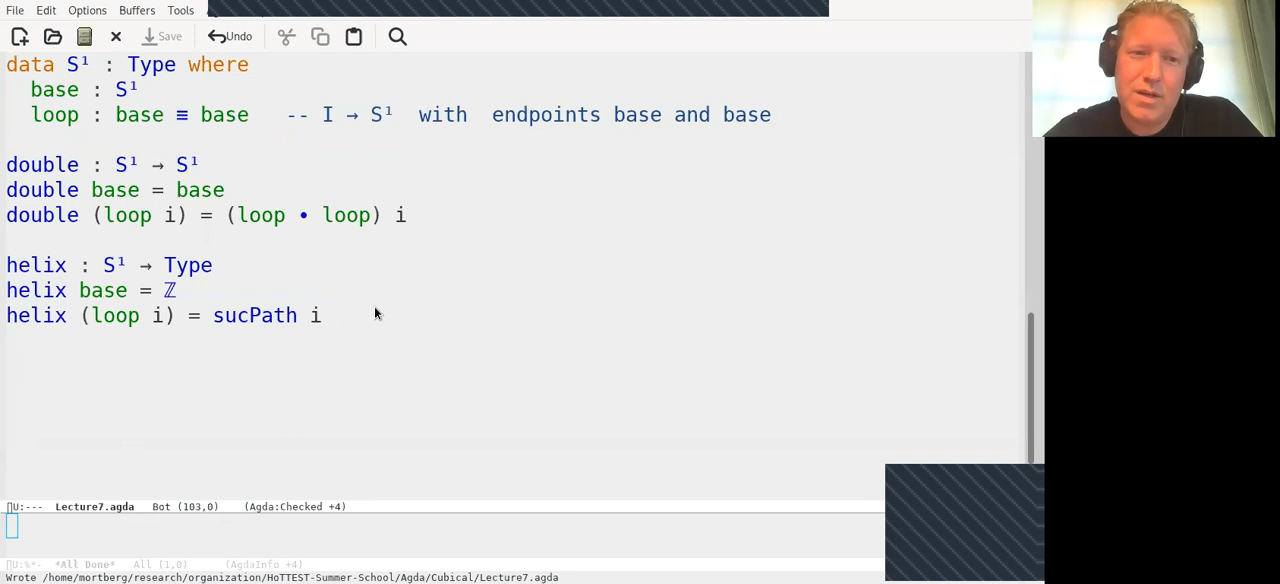 File Edit Options Buffers Tools
Save Undo
data S¹ : Type where
base : S¹
loop : base ≡ base -- I → S¹ with endpoints base and base
double : S¹ → S¹
double base = base
double (loop i) = (loop • loop) i
helix : S¹ → Type
helix base = ℤ
helix (loop i) = sucPath i
U:--- Lecture7.agda Bot (103,0) (Agda:Checked +4)
U:%*- *All Done* All (1,0) (AgdaInfo +4)
Wrote /home/mortberg/research/organization/HoTTEST-Summer-School/Agda/Cubical/Lecture7.agda